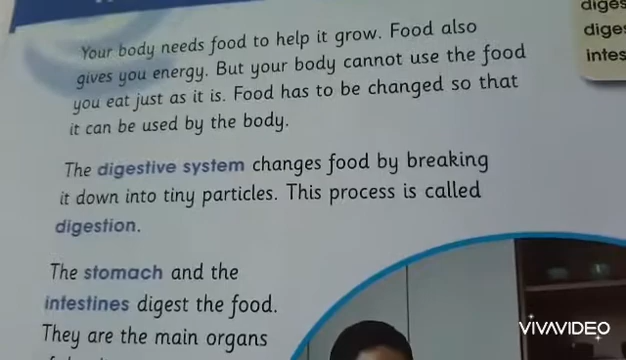 diges
diges
intes
Your body needs food to help it grow. Food also
gives you energy. But your body cannot use the food
you eat just as it is. Food has to be changed so that
it can be used by the body.
The digestive system changes food by breaking
it down into tiny particles. This process is called
digestion.
The stomach and the
intestines digest the food.
They are the main organs
VIVAVIDEO